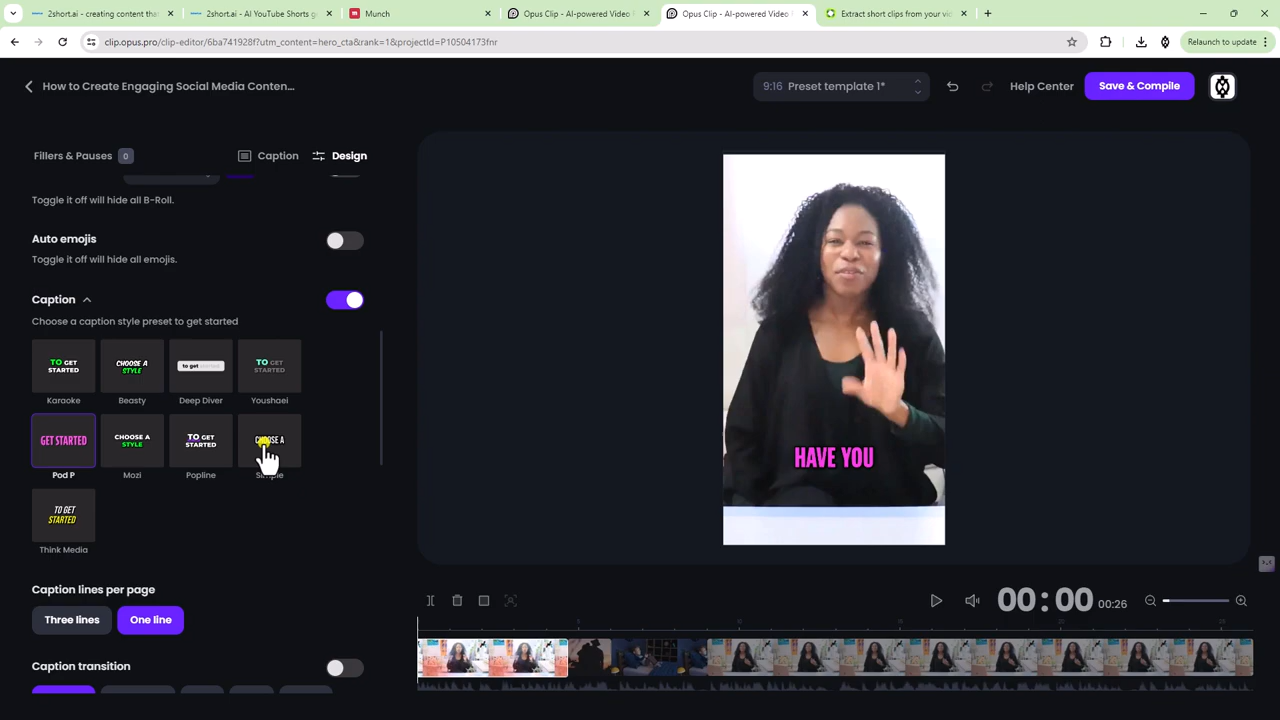 2short.ai - creating content that
2short.ai - AI YouTube Shorts g
Munch
Opus Clip - AI-powered Video
Opus Clip - AI-powered Video
Extract short clips from your vi
clip.opus.pro/clip-editor/6ba741928f?utm_content=hero_cta&rank=1&projectId=P10504173fnr
Relaunch to update
How to Create Engaging Social Media Conten...
9:16 Preset template 1*
Help Center
Save & Compile
Fillers & Pauses 0
Caption
Design
Toggle it off will hide all B-Roll.
Auto emojis
Toggle it off will hide all emojis.
Caption
Choose a caption style preset to get started
TO GET
STARTED
CHOOSE A
STYLE
to get started
TO GET
STARTED
Karaoke
Beasty
Deep Diver
Youshaei
GET STARTED
CHOOSE A
STYLE
TO GET
STARTED
CHOOSE A
Pod P
Mozi
Popline
Simple
TO GET
STARTED
Think Media
HAVE YOU
Caption lines per page
Three lines
One line
Caption transition
00:00 00:26